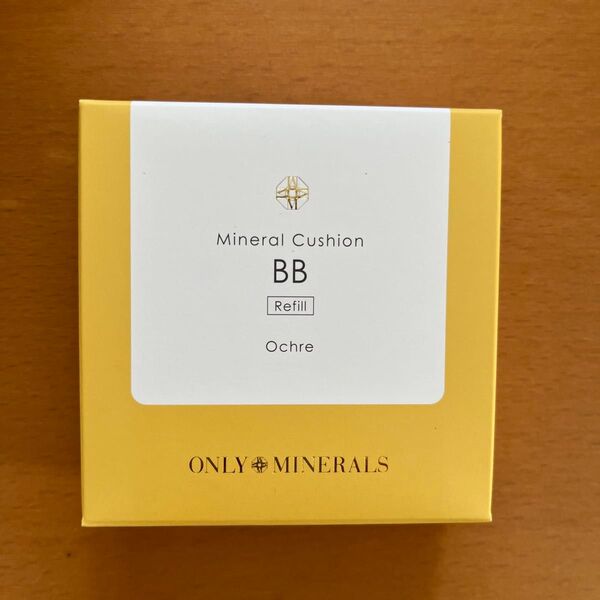 Mineral Cushion
BB
Refill
Ochre
ONLY MINERALS